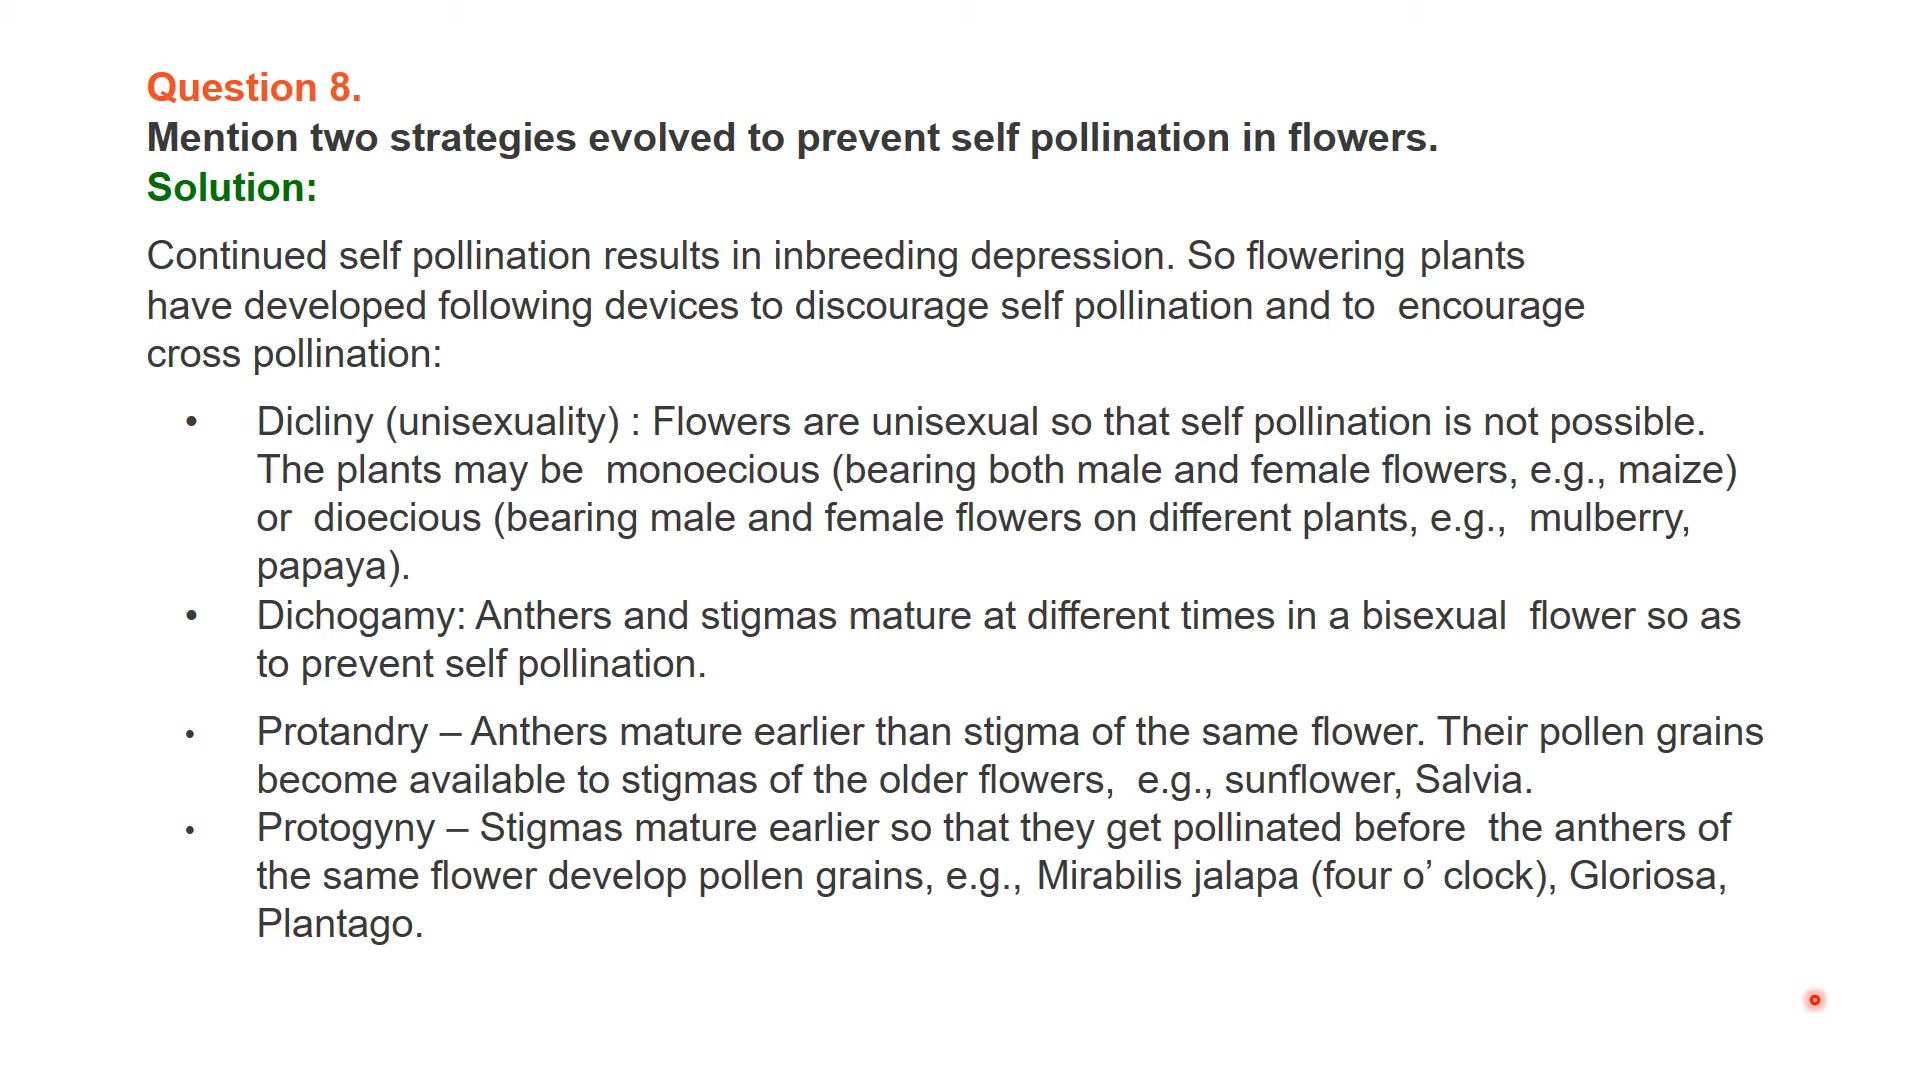 Question 8.
Mention two strategies evolved to prevent self pollination in flowers.
Solution:
Continued self pollination results in inbreeding depression. So flowering plants
have developed following devices to discourage self pollination and to encourage
cross pollination:
• Dicliny (unisexuality) : Flowers are unisexual so that self pollination is not possible.
The plants may be monoecious (bearing both male and female flowers, e.g., maize)
or dioecious (bearing male and female flowers on different plants, e.g., mulberry,
papaya).
• Dichogamy: Anthers and stigmas mature at different times in a bisexual flower so as
to prevent self pollination.
• Protandry – Anthers mature earlier than stigma of the same flower. Their pollen grains
become available to stigmas of the older flowers, e.g., sunflower, Salvia.
• Protogyny – Stigmas mature earlier so that they get pollinated before the anthers of
the same flower develop pollen grains, e.g., Mirabilis jalapa (four o’ clock), Gloriosa,
Plantago.